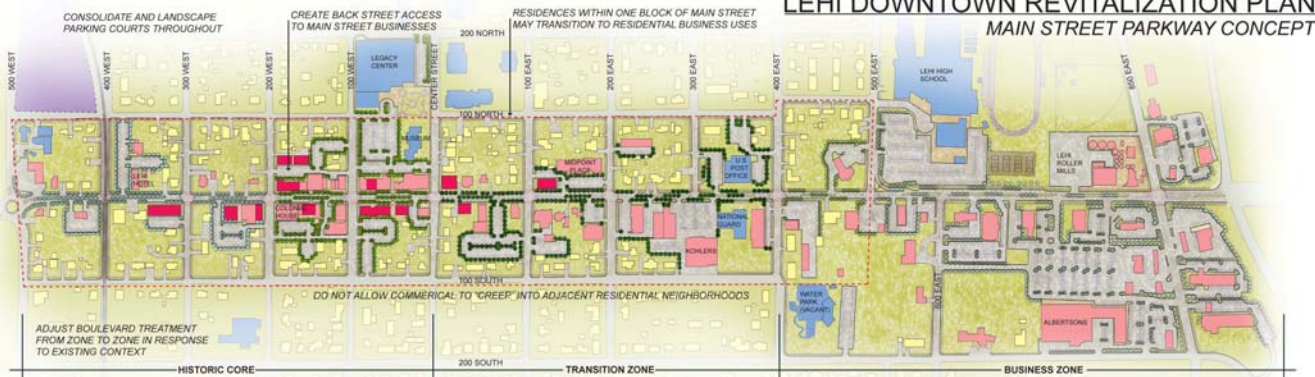 LEHI DOWNTOWN REVITALIZATION PLAN
MAIN STREET PARKWAY CONCEPT
CONSOLIDATE AND LANDSCAPE
PARKING COURTS THROUGHOUT
CREATE BACK STREET ACCESS
TO MAIN STREET BUSINESSES
RESIDENCES WITHIN ONE BLOCK OF MAIN STREET
MAY TRANSITION TO RESIDENTIAL BUSINESS USES
200 NORTH
500 WEST
400 WEST
300 WEST
200 WEST
100 WEST
CENTER STREET
100 EAST
200 EAST
300 EAST
400 EAST
500 EAST
850 EAST
LEGACY
CENTER
LEHI HIGH
SCHOOL
100 NORTH
MUSEUM
LEHI
HOTEL
MIDPOINT
PLACE
U.S.
POST
OFFICE
LEHI
ROLLER
MILLS
HOUSE
NATIONAL
GUARD
KOHLERS
100 SOUTH
600 EAST
WATER
PARK
(VACANT)
ALBERTSONS
DO NOT ALLOW COMMERICAL TO "CREEP" INTO ADJACENT RESIDENTIAL NEIGHBORHOODS
ADJUST BOULEVARD TREATMENT
FROM ZONE TO ZONE IN RESPONSE
TO EXISTING CONTEXT
200 SOUTH
HISTORIC CORE
TRANSITION ZONE
BUSINESS ZONE